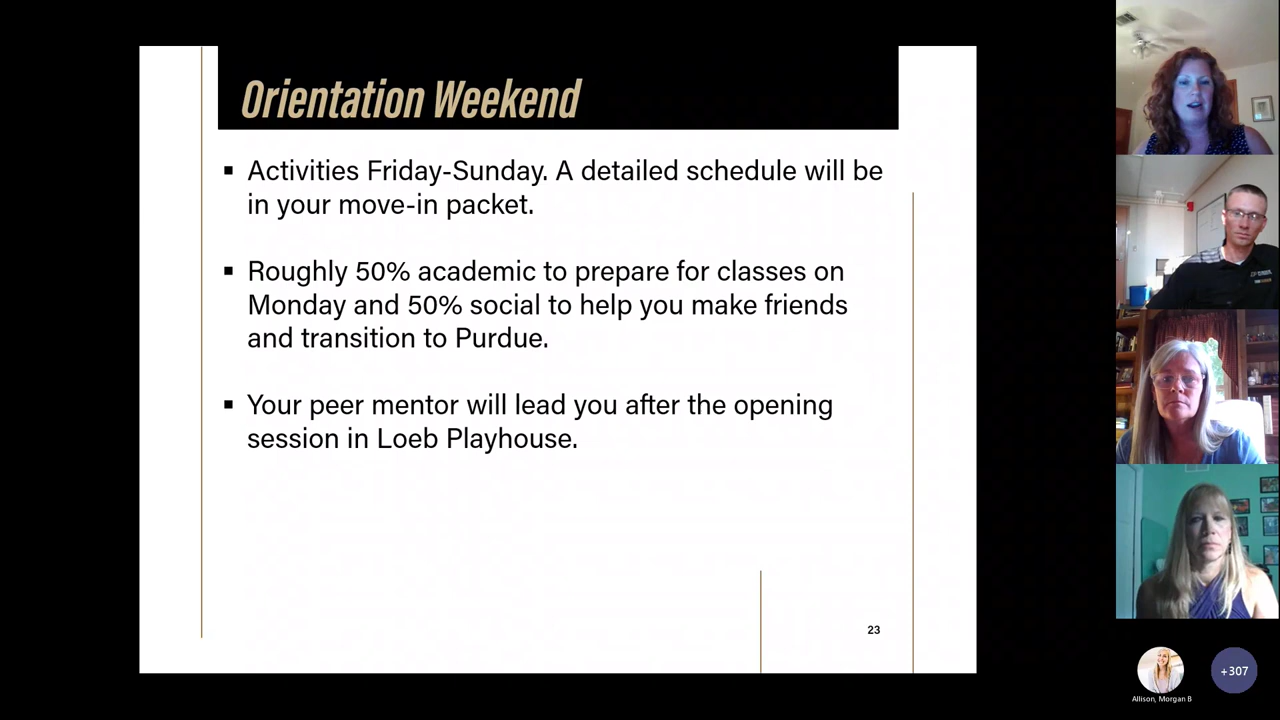 Orientation Weekend
▪ Activities Friday-Sunday. A detailed schedule will be
in your move-in packet.
▪ Roughly 50% academic to prepare for classes on
Monday and 50% social to help you make friends
and transition to Purdue.
▪ Your peer mentor will lead you after the opening
session in Loeb Playhouse.
23
Allison, Morgan B
+307